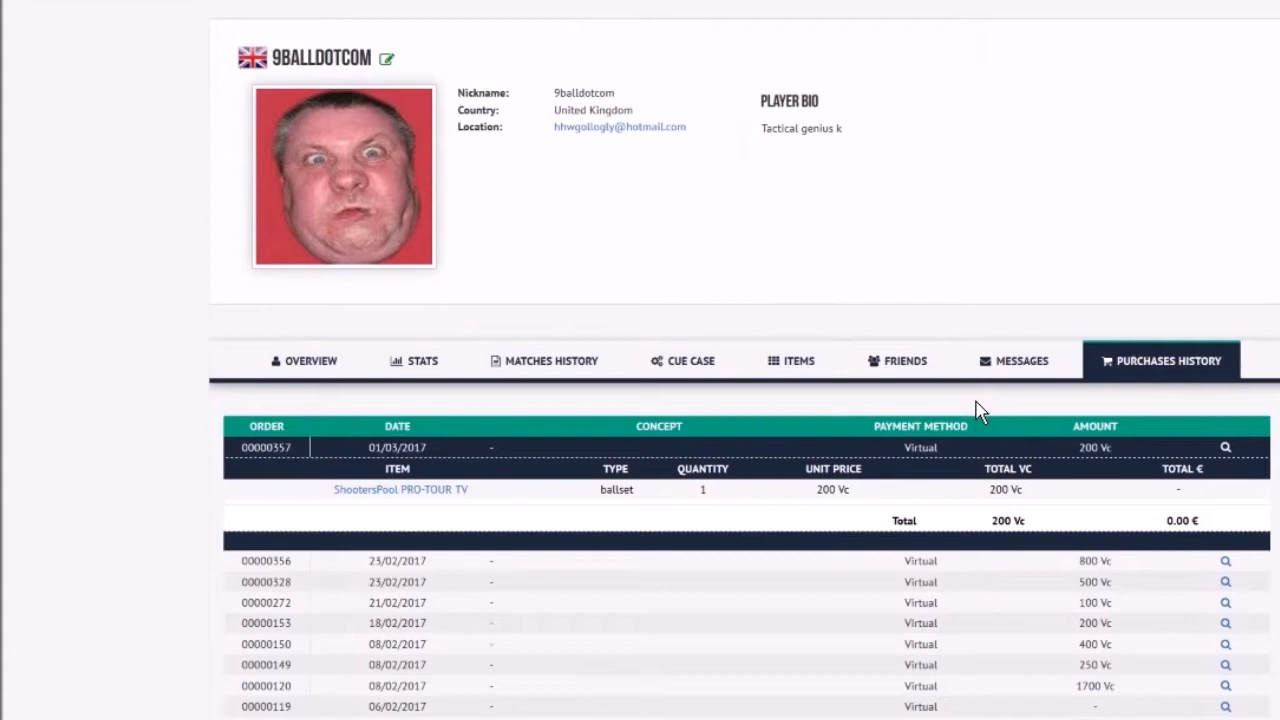 9BALLDOTCOM
Nickname: 9balldotcom
Country: United Kingdom
Location: hhwgollogly@hotmail.com
PLAYER BIO
Tactical genius k
OVERVIEW STATS MATCHES HISTORY CUE CASE ITEMS FRIENDS MESSAGES PURCHASES HISTORY
ORDER DATE CONCEPT PAYMENT METHOD AMOUNT
00000357 01/03/2017 - Virtual 200 Vc
ITEM TYPE QUANTITY UNIT PRICE TOTAL VC TOTAL €
ShootersPool PRO-TOUR TV ballset 1 200 Vc 200 Vc -
Total 200 Vc 0.00 €
00000356 23/02/2017 - Virtual 800 Vc
00000328 23/02/2017 - Virtual 500 Vc
00000272 21/02/2017 - Virtual 100 Vc
00000153 18/02/2017 - Virtual 200 Vc
00000150 08/02/2017 - Virtual 400 Vc
00000149 08/02/2017 - Virtual 250 Vc
00000120 08/02/2017 - Virtual 1700 Vc
00000119 06/02/2017 - Virtual -